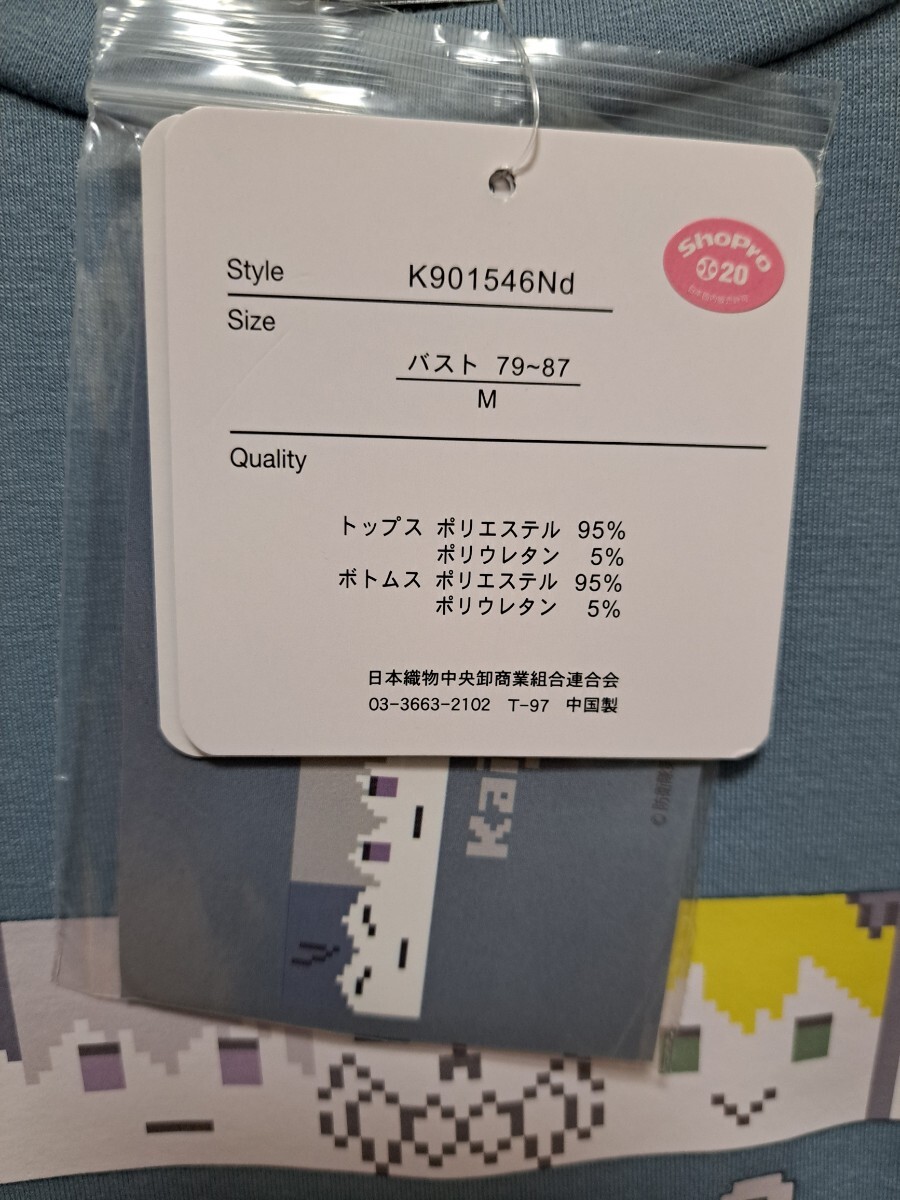 Style K901546Nd
ShoPro
20
Size
バスト 79~87
M
Quality
トップス ポリエステル 95%
ポリウレタン 5%
ボトムス ポリエステル 95%
ポリウレタン 5%
日本織物中央卸商業組合連合会
03-3663-2102 T-97 中国製
Ka